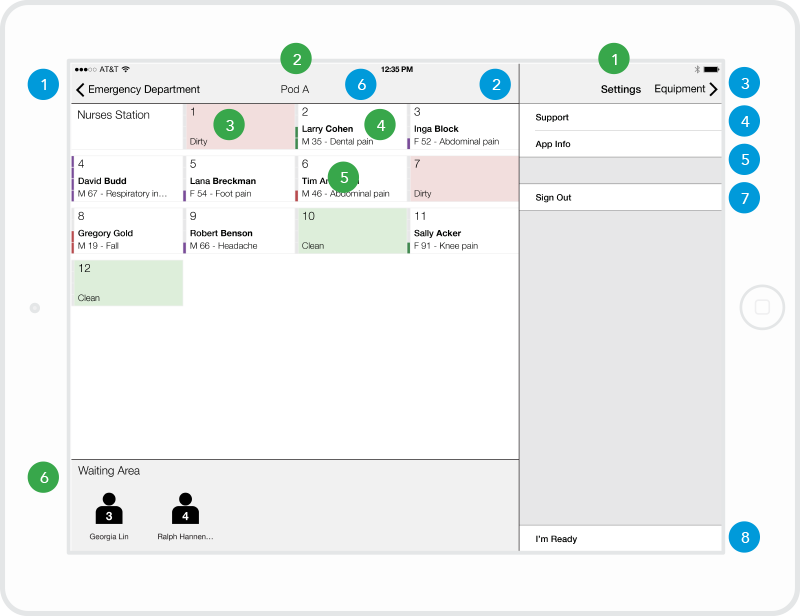 1
2
●●●○○ AT&T
12:35 PM
1
Emergency Department
Pod A
6
2
Settings
Equipment
3
Nurses Station
1
Dirty
3
2
Larry Cohen
M 35 - Dental pain
4
3
Inga Block
F 52 - Abdominal pain
Support
4
App Info
5
4
David Budd
M 67 - Respiratory in...
5
Lana Breckman
F 54 - Foot pain
6
Tim
M 46 - Abdominal pain
5
7
Dirty
Sign Out
7
8
Gregory Gold
M 19 - Fall
9
Robert Benson
M 66 - Headache
10
Clean
11
Sally Acker
F 91 - Knee pain
12
Clean
6
Waiting Area
3
Georgia Lin
4
Ralph Hannen...
I'm Ready
8